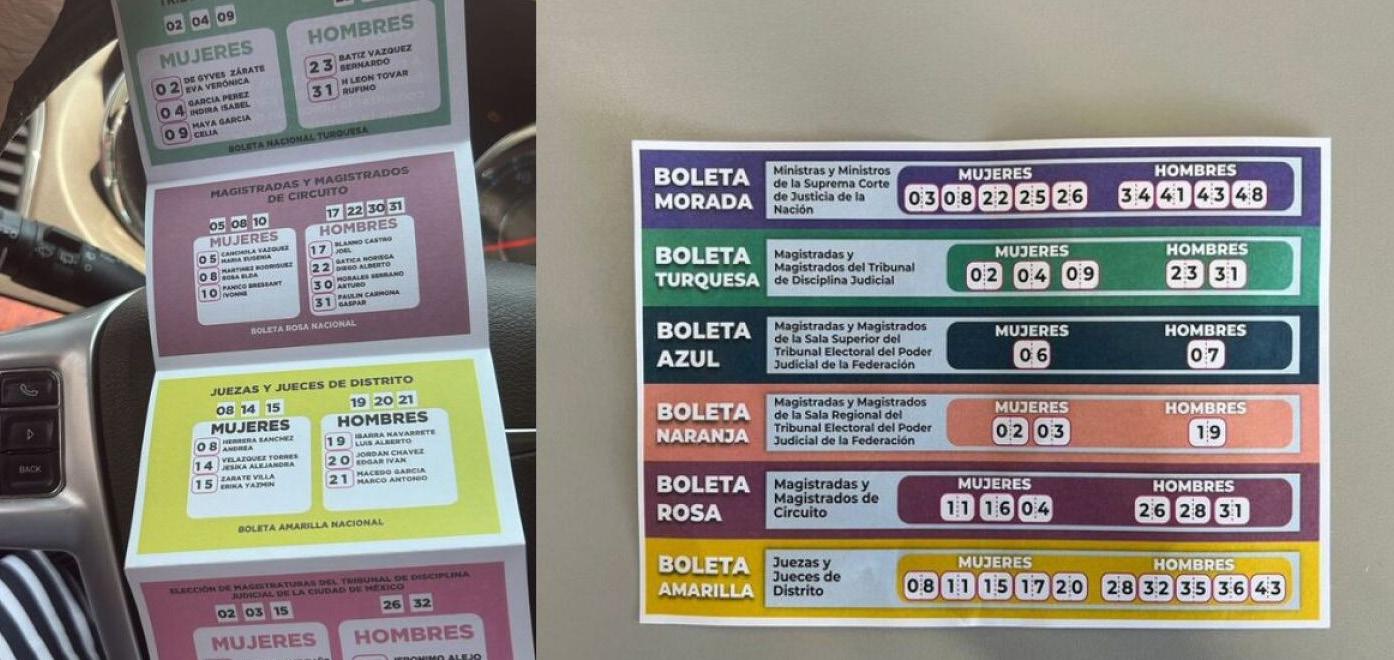 02 04 09
MUJERES
HOMBRES
02 DE GYVES ZÁRATE
EVA VERÓNICA
04 GARCIA PEREZ
INDIRA ISABEL
09 MAYA GARCIA
CELIA
23 BATIZ VAZQUEZ
BERNARDO
31 H LEON TOVAR
RUFINO
BOLETA NACIONAL TURQUESA
MAGISTRADAS Y MAGISTRADOS
DE CIRCUITO
05 08 10
17 22 30 31
MUJERES
HOMBRES
05 CANCHOLA VAZQUEZ
MARIA EUGENIA
08 MARTINEZ RODRIGUEZ
ROSA ELDA
10 PANICO BRESSANT
IVONNE
17 BLANNO CASTRO
JOEL
22 GATICA NORIEGA
DIEGO ALBERTO
30 MORALES SERRANO
ARTURO
31 PAULIN CARMONA
GASPAR
BOLETA ROSA NACIONAL
JUEZAS Y JUECES DE DISTRITO
08 14 15
19 20 21
MUJERES
HOMBRES
08 HERRERA SANCHEZ
ANDREA
14 VELAZQUEZ TORRES
JESIKA ALEJANDRA
15 ZARATE VILLA
ERIKA YAZMIN
19 IBARRA NAVARRETE
LUIS ALBERTO
20 JORDAN CHAVEZ
EDGAR IVAN
21 MACEDO GARCIA
MARCO ANTONIO
BOLETA AMARILLA NACIONAL
ELECCIÓN DE MAGISTRATURAS DEL TRIBUNAL DE DISCIPLINA
JUDICIAL DE LA CIUDAD DE MÉXICO
02 03 15
26 32
MUJERES
HOMBRES
JERONIMO ALEJO
BACK
BOLETA
MORADA
Ministras y Ministros
de la Suprema Corte
de Justicia de la
Nación
MUJERES
03 08 22 25 26
HOMBRES
34 41 43 48
BOLETA
TURQUESA
Magistradas y
Magistrados del Tribunal
de Disciplina Judicial
MUJERES
02 04 09
HOMBRES
23 31
BOLETA
AZUL
Magistradas y Magistrados
de la Sala Superior del
Tribunal Electoral del Poder
Judicial de la Federación
MUJERES
06
HOMBRES
07
BOLETA
NARANJA
Magistradas y Magistrados
de la Sala Regional del
Tribunal Electoral del Poder
Judicial de la Federación
MUJERES
02 03
HOMBRES
19
BOLETA
ROSA
Magistradas y
Magistrados de
Circuito
MUJERES
11 16 04
HOMBRES
26 28 31
BOLETA
AMARILLA
Juezas y
Jueces de
Distrito
MUJERES
08 11 15 17 20
HOMBRES
28 32 35 36 43